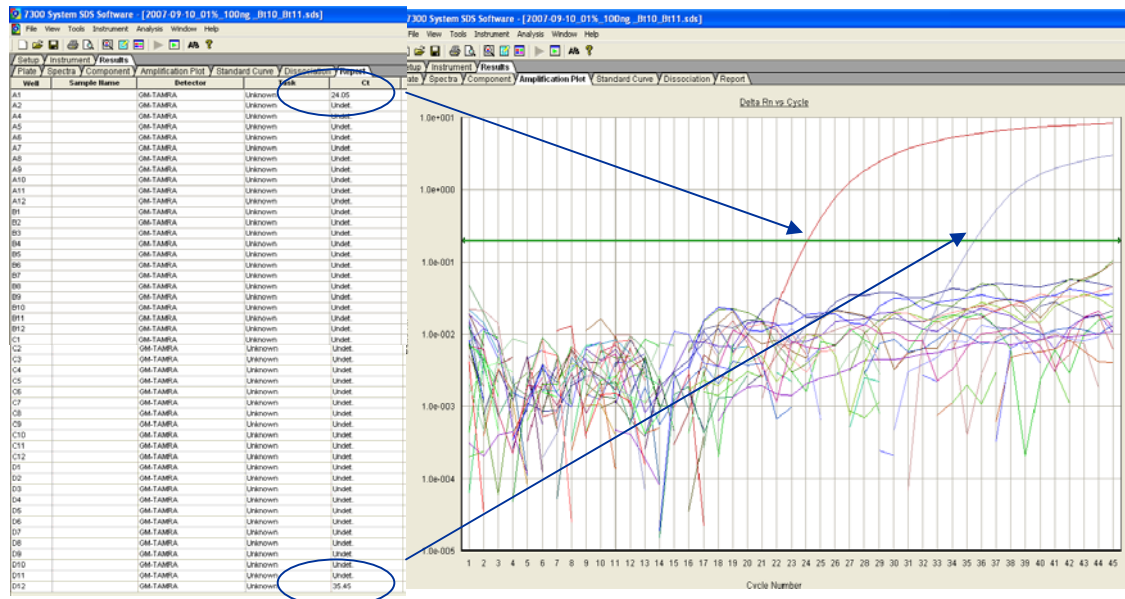 7300 System SDS Software - [2007-09-10_01%_100ng _Bt10_Bt11.sds]
File View Tools Instrument Analysis Window Help
Setup Instrument Results
Plate Spectra Component Amplification Plot Standard Curve Dissociation Report
Well Sample Name Detector Task Ct
A1 GM-TAMRA Unknown 24.05
A2 GM-TAMRA Unknown Undet.
A4 GM-TAMRA Unknown Undet.
A5 GM-TAMRA Unknown Undet.
A6 GM-TAMRA Unknown Undet.
A7 GM-TAMRA Unknown Undet.
A8 GM-TAMRA Unknown Undet.
A9 GM-TAMRA Unknown Undet.
A10 GM-TAMRA Unknown Undet.
A11 GM-TAMRA Unknown Undet.
A12 GM-TAMRA Unknown Undet.
B1 GM-TAMRA Unknown Undet.
B2 GM-TAMRA Unknown Undet.
B3 GM-TAMRA Unknown Undet.
B4 GM-TAMRA Unknown Undet.
B5 GM-TAMRA Unknown Undet.
B6 GM-TAMRA Unknown Undet.
B7 GM-TAMRA Unknown Undet.
B8 GM-TAMRA Unknown Undet.
B9 GM-TAMRA Unknown Undet.
B10 GM-TAMRA Unknown Undet.
B11 GM-TAMRA Unknown Undet.
B12 GM-TAMRA Unknown Undet.
C1 GM-TAMRA Unknown Undet.
C2 GM-TAMRA Unknown Undet.
C3 GM-TAMRA Unknown Undet.
C4 GM-TAMRA Unknown Undet.
C5 GM-TAMRA Unknown Undet.
C6 GM-TAMRA Unknown Undet.
C7 GM-TAMRA Unknown Undet.
C8 GM-TAMRA Unknown Undet.
C9 GM-TAMRA Unknown Undet.
C10 GM-TAMRA Unknown Undet.
C11 GM-TAMRA Unknown Undet.
C12 GM-TAMRA Unknown Undet.
D1 GM-TAMRA Unknown Undet.
D2 GM-TAMRA Unknown Undet.
D3 GM-TAMRA Unknown Undet.
D4 GM-TAMRA Unknown Undet.
D5 GM-TAMRA Unknown Undet.
D6 GM-TAMRA Unknown Undet.
D7 GM-TAMRA Unknown Undet.
D8 GM-TAMRA Unknown Undet.
D9 GM-TAMRA Unknown Undet.
D10 GM-TAMRA Unknown Undet.
D11 GM-TAMRA Unknown Undet.
D12 GM-TAMRA Unknown 35.45
7300 System SDS Software - [2007-09-10_01%_100ng _Bt10_Bt11.sds]
File View Tools Instrument Analysis Window Help
etup Instrument Results
ate Spectra Component Amplification Plot Standard Curve Dissociation Report
Delta Rn vs Cycle
1.0e+001
1.0e+000
1.0e-001
1.0e-002
1.0e-003
1.0e-004
1.0e-005
1 2 3 4 5 6 7 8 9 10 11 12 13 14 15 16 17 18 19 20 21 22 23 24 25 26 27 28 29 30 31 32 33 34 35 36 37 38 39 40 41 42 43 44 45
Cycle Number